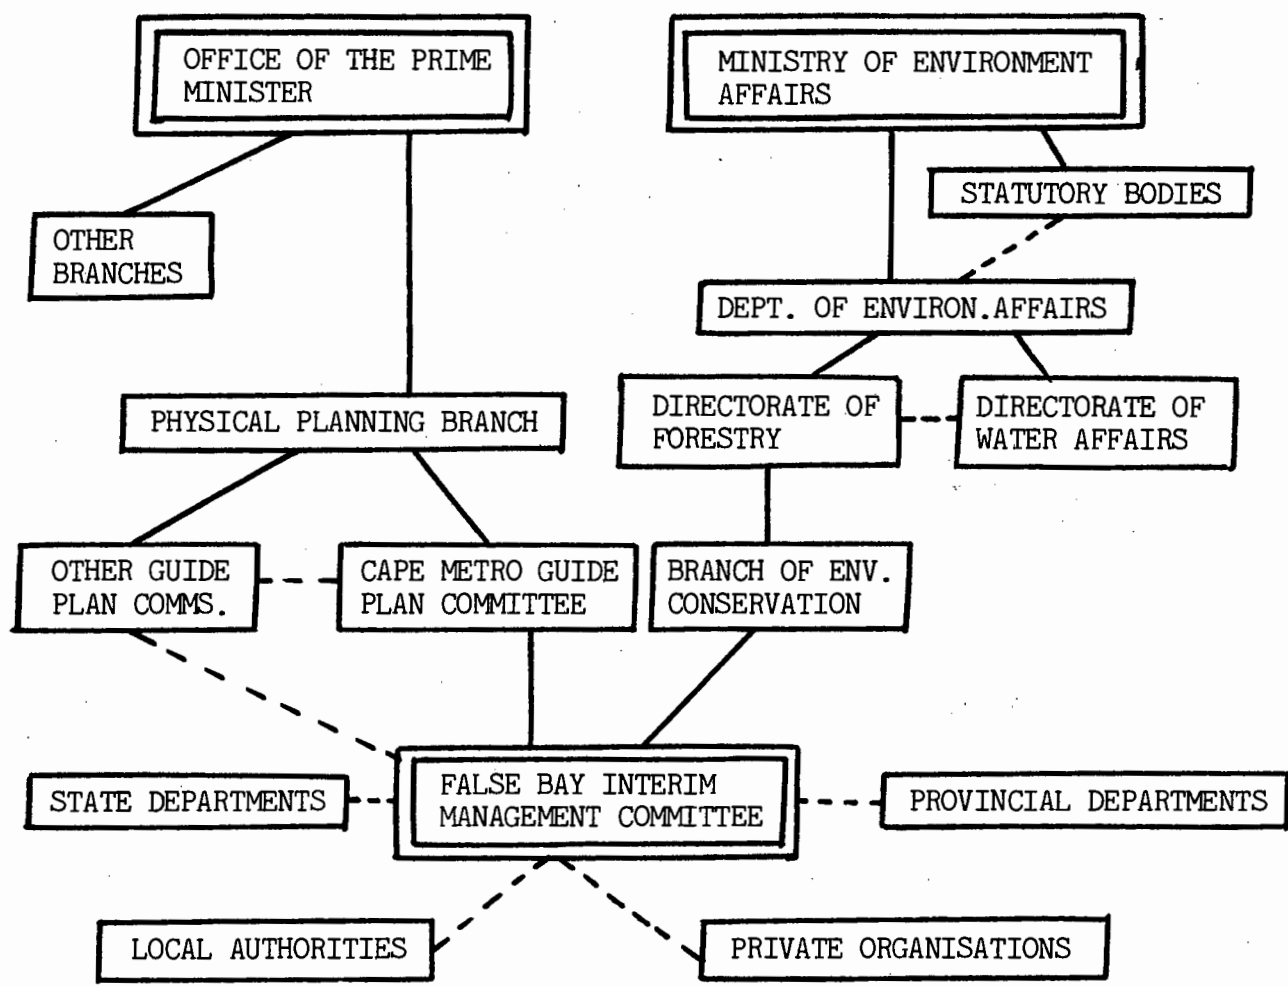 OFFICE OF THE PRIME
MINISTER
MINISTRY OF ENVIRONMENT
AFFAIRS
STATUTORY BODIES
OTHER
BRANCHES
DEPT. OF ENVIRON.AFFAIRS
PHYSICAL PLANNING BRANCH
DIRECTORATE OF
FORESTRY
DIRECTORATE OF
WATER AFFAIRS
OTHER GUIDE
PLAN COMMS.
CAPE METRO GUIDE
PLAN COMMITTEE
BRANCH OF ENV.
CONSERVATION
STATE DEPARTMENTS
FALSE BAY INTERIM
MANAGEMENT COMMITTEE
PROVINCIAL DEPARTMENTS
LOCAL AUTHORITIES
PRIVATE ORGANISATIONS